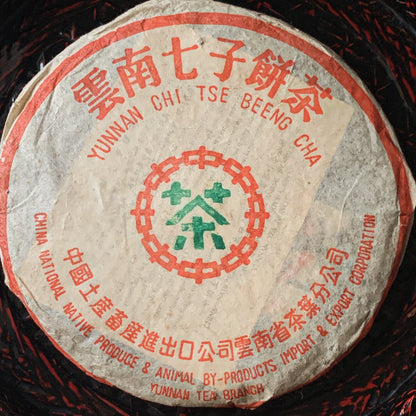 雲南七子餅茶
YUNNAN CHI TSE BEENG CHA
茶
中國土產畜產進出口公司雲南省茶葉分公司
CHINA NATIONAL NATIVE PRODUCE & ANIMAL BY-PRODUCTS IMPORT & EXPORT CORPORATION
YUNNAN TEA BRANCH